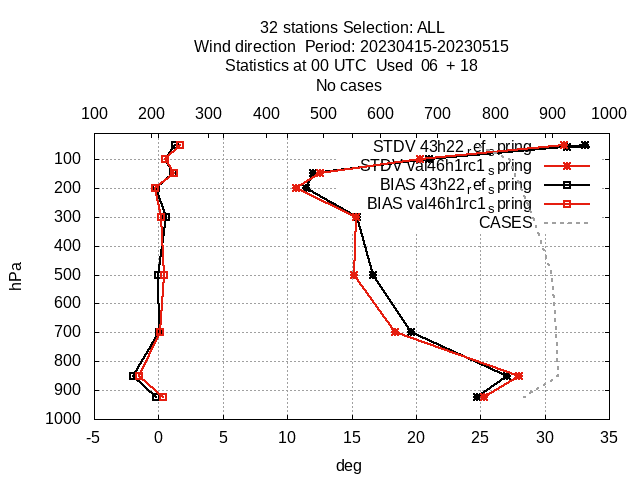 32 stations Selection: ALL
Wind direction  Period: 20230415-20230515
Statistics at 00 UTC  Used  06  + 18
No cases
100 200 300 400 500 600 700 800 900 1000
STDV 43h22_ref_spring
STDV val46h1rc1_spring
BIAS 43h22_ref_spring
BIAS val46h1rc1_spring
CASES
100
200
300
400
500
600
700
800
900
1000
hPa
-5 0 5 10 15 20 25 30 35
deg